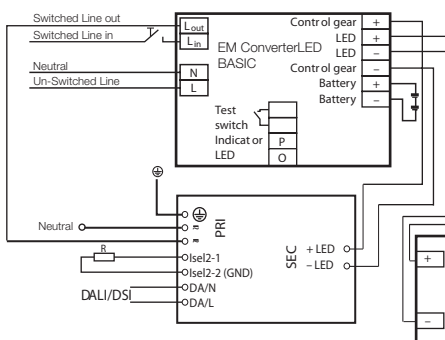 Switched Line out
Switched Line in
Neutral
Un-Switched Line
Lout
Lin
N
L
EM ConverterLED
BASIC
Control gear +
LED +
LED –
Control gear –
Battery +
Battery –
Test
switch
Indicator
LED
P
O
Neutral
PRI
~
~
R
Isel2-1
Isel2-2 (GND)
DALI/DSI
DA/N
DA/L
SEC
+ LED
– LED
+
–